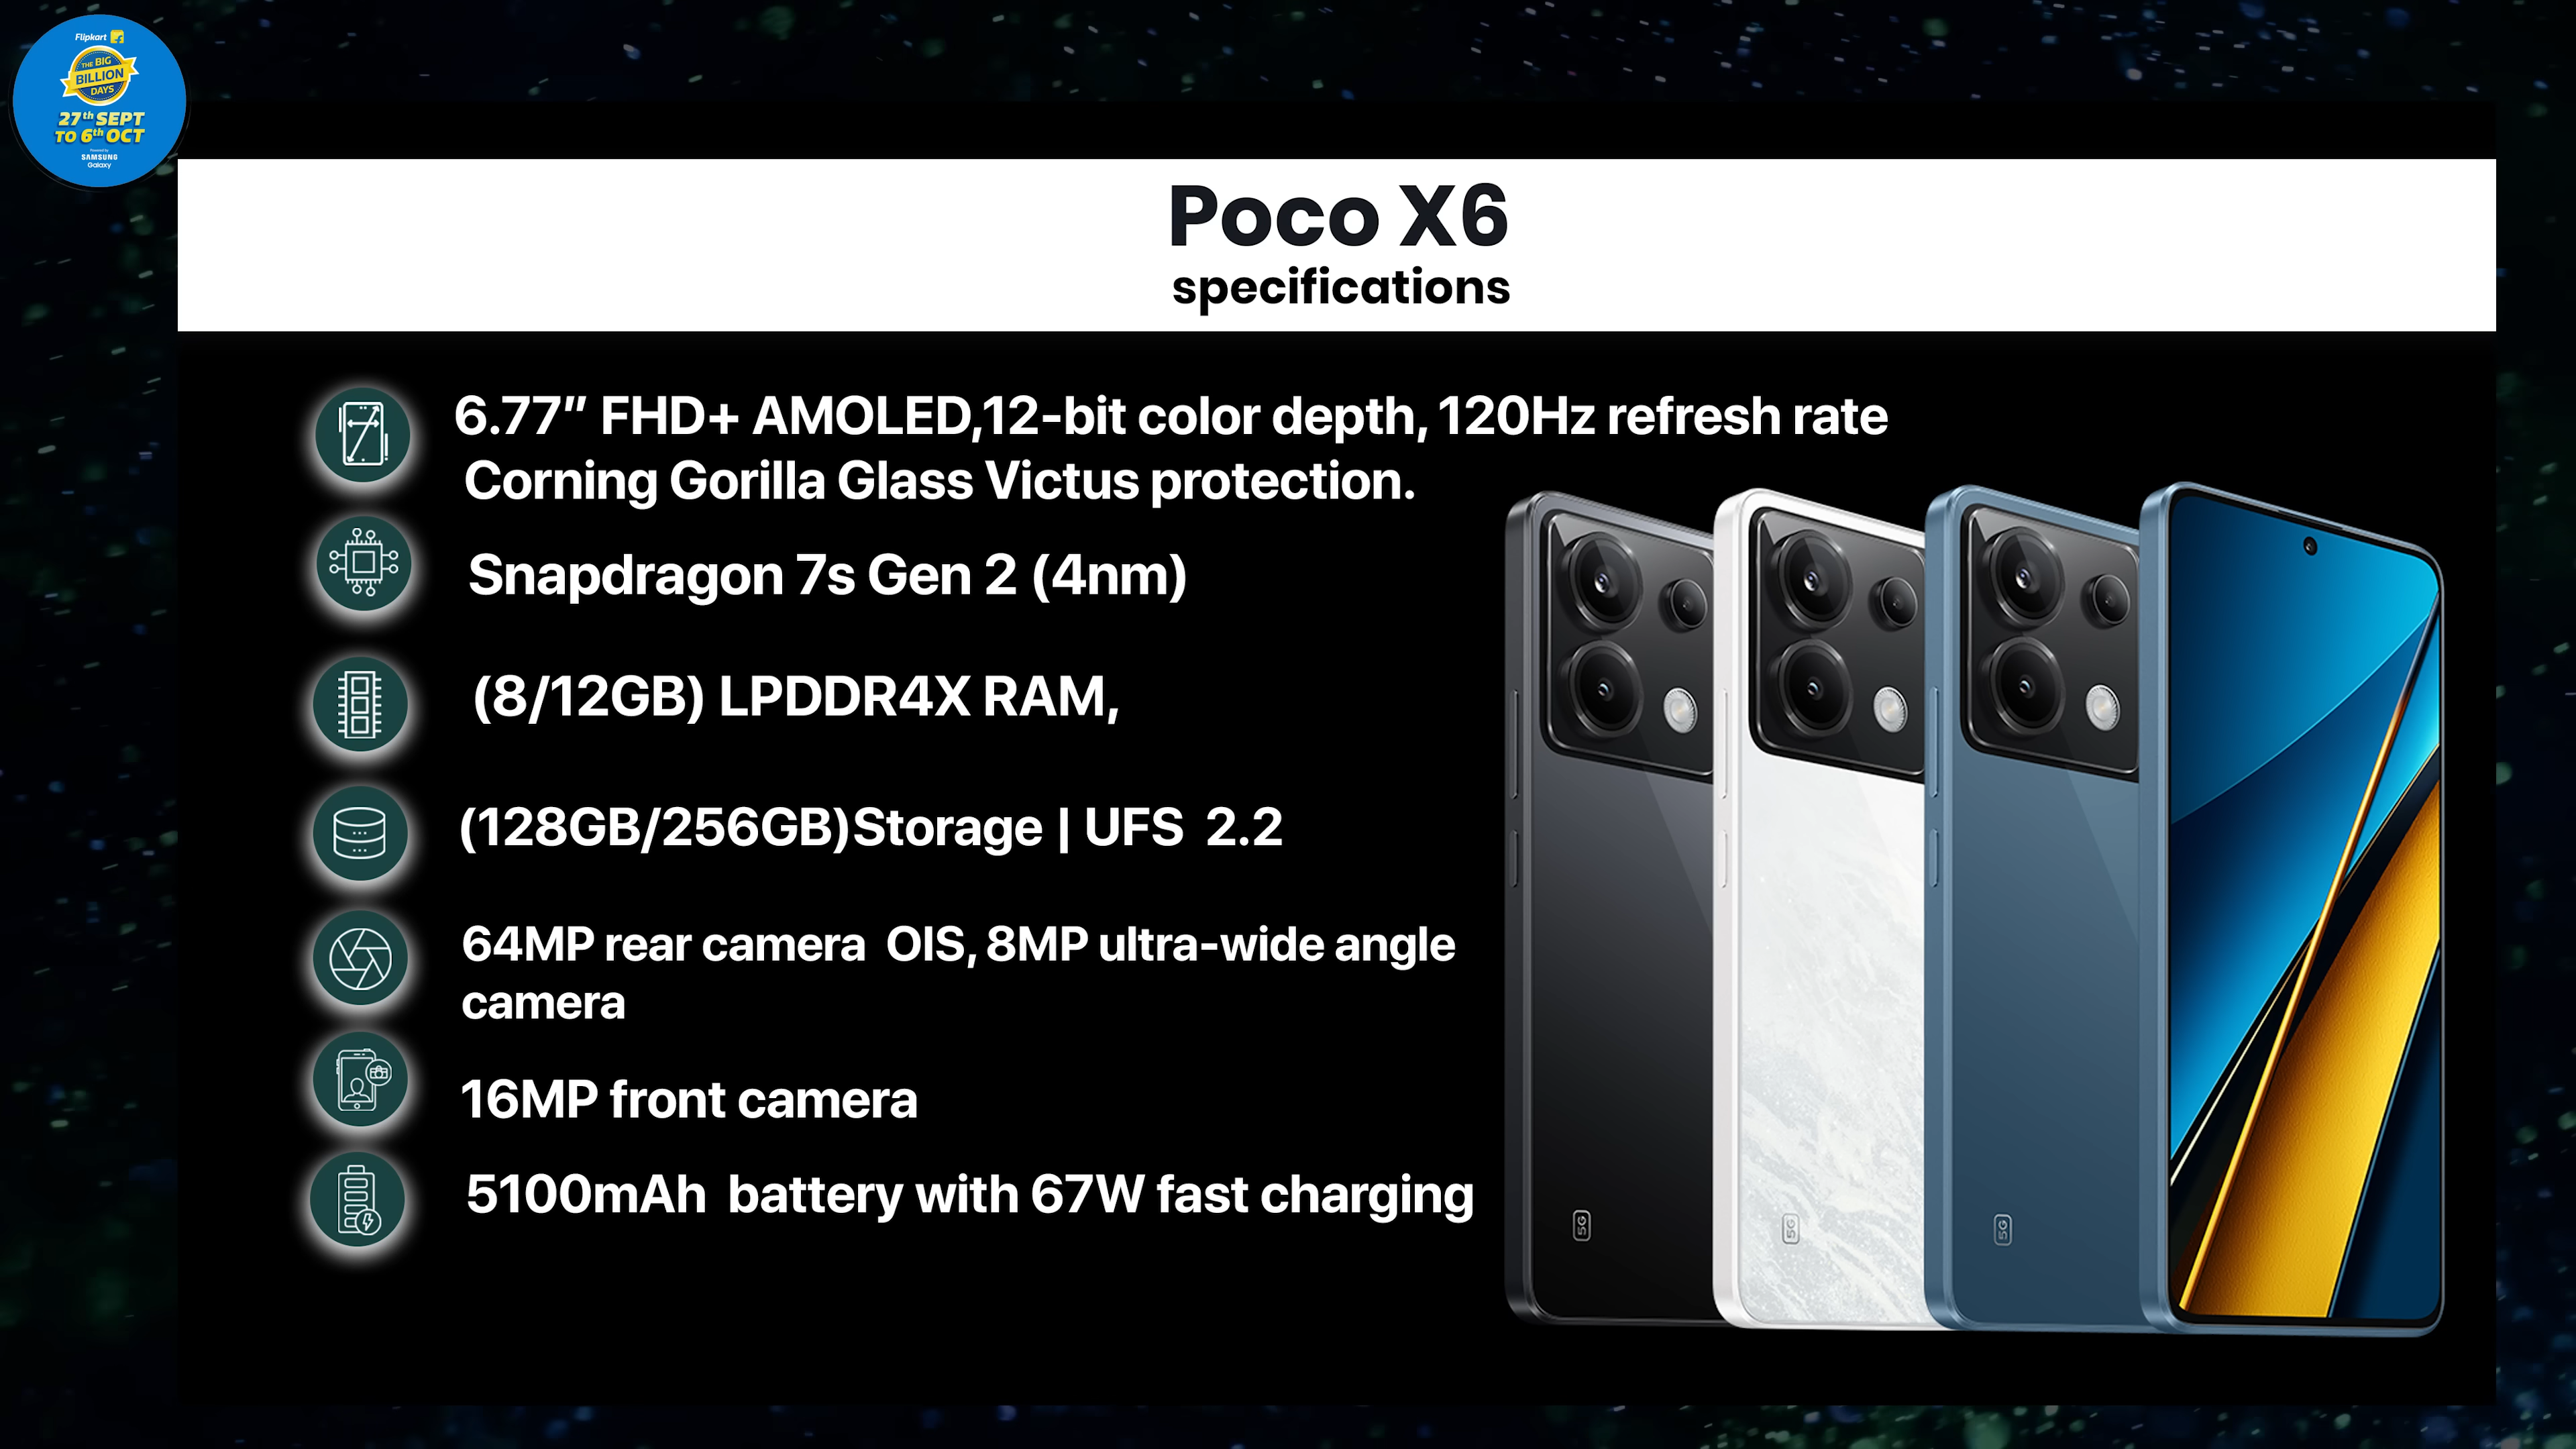 Flipkart
THE BIG
BILLION
DAYS
27th SEPT
TO 6th OCT
Powered by
SAMSUNG
Galaxy
Poco X6
specifications
6.77" FHD+ AMOLED,12-bit color depth, 120Hz refresh rate
Corning Gorilla Glass Victus protection.
Snapdragon 7s Gen 2 (4nm)
(8/12GB) LPDDR4X RAM,
(128GB/256GB)Storage | UFS 2.2
64MP rear camera OIS, 8MP ultra-wide angle
camera
16MP front camera
5100mAh battery with 67W fast charging
5G
5G
5G